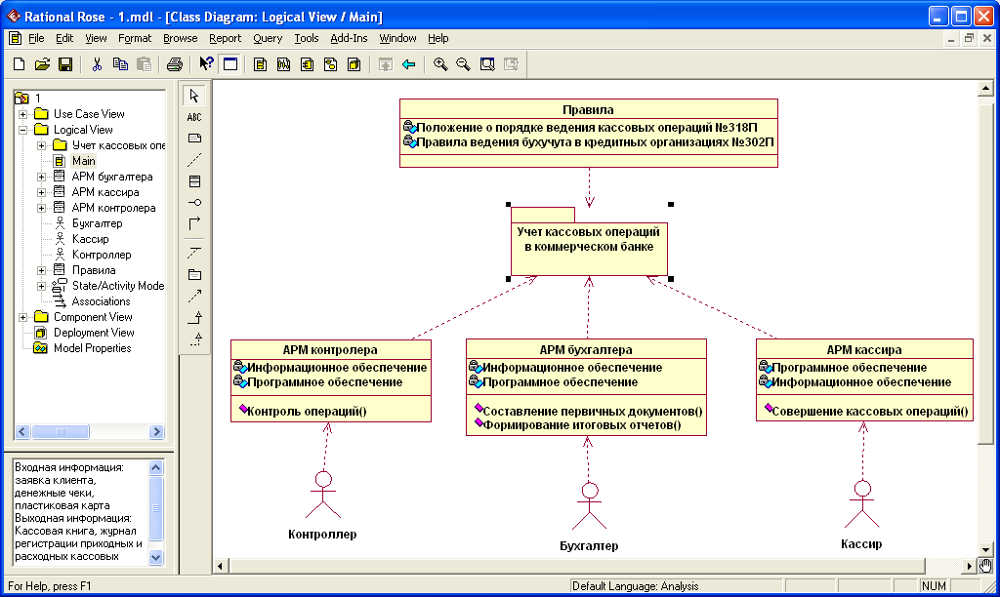 Rational Rose - 1.mdl - [Class Diagram: Logical View / Main]
File Edit View Format Browse Report Query Tools Add-Ins Window Help
1
Use Case View
Logical View
Учет кассовых опе
Main
АРМ бухгалтера
АРМ кассира
АРМ контролера
Бухгалтер
Кассир
Контроллер
Правила
State/Activity Mode
Associations
Component View
Deployment View
Model Properties
Входная информация:
заявка клиента,
денежные чеки,
пластиковая карта
Выходная информация:
Кассовая книга, журнал
регистрации приходных и
расходных кассовых
ABC
Правила
Положение о порядке ведения кассовых операций №318П
Правила ведения бухучута в кредитных организациях №302П
Учет кассовых операций
в коммерческом банке
АРМ контролера
Информационное обеспечение
Программное обеспечение
Контроль операций()
АРМ бухгалтера
Информационное обеспечение
Программное обеспечение
Составление первичных документов()
Формирование итоговых отчетов()
АРМ кассира
Программное обеспечение
Информационное обеспечение
Совершение кассовых операций()
Контроллер
Бухгалтер
Кассир
For Help, press F1
Default Language: Analysis
NUM